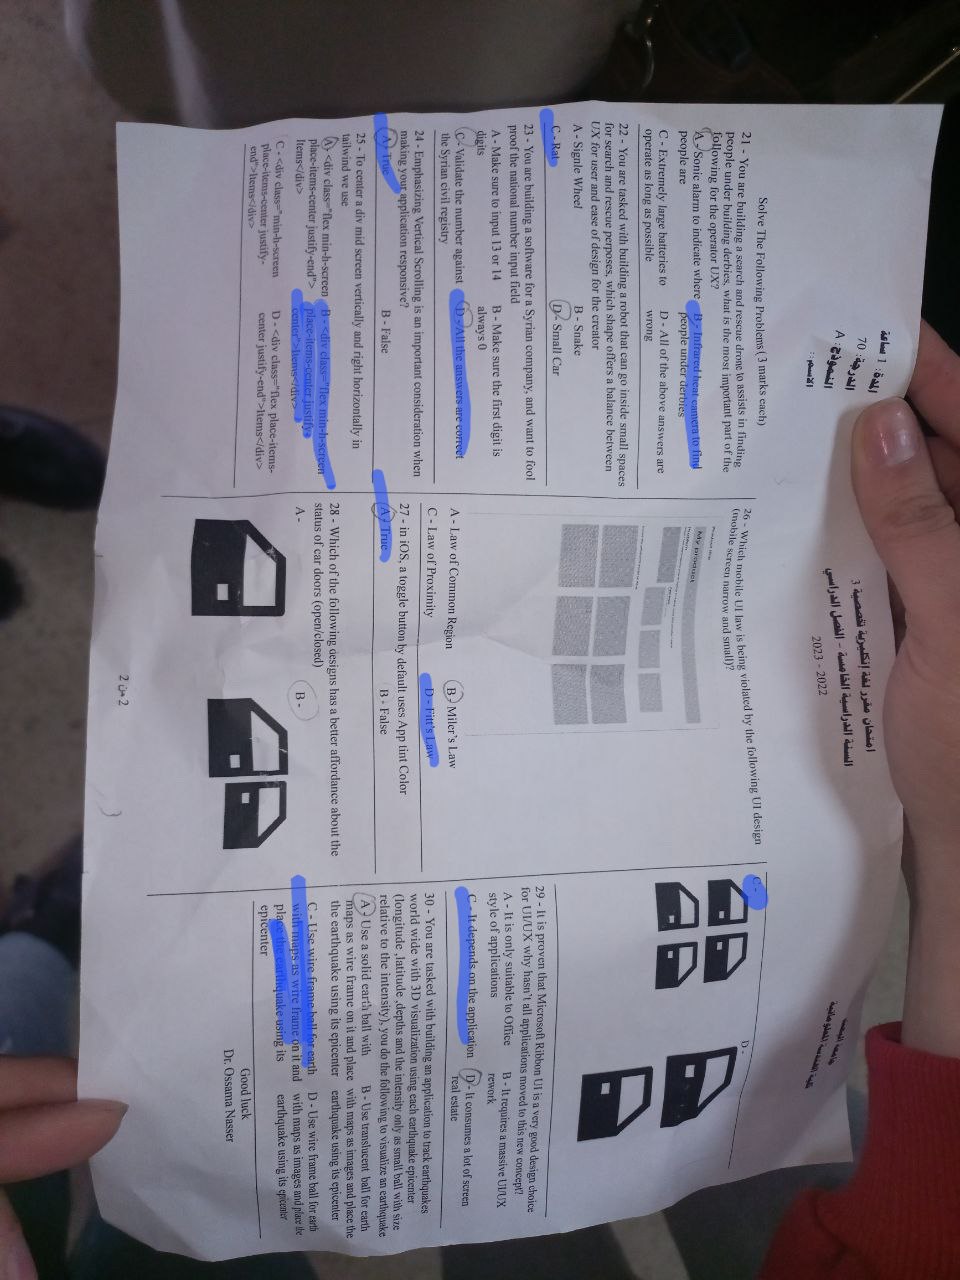 المدة: 1 ساعة
الدرجة: 70
النموذج: A
الاسم::
امتحان مقرر لغة إنكليزية تخصصية 3
السنة الدراسية الخامسة - الفصل الدراسي
2023 - 2022
جامعة البعث
كلية الهندسة المعلوماتية
Solve The Following Problems ( 3 marks each)
21 - You are building a search and rescue drone to assists in finding
people under building derbies, what is the most important part of the
following for the operator UX?
A - Sonic alarm to indicate where
people are
B - Infrared heat camera to find
people under derbies
C - Extremely large batteries to
operate as long as possible
D - All of the above answers are
wrong
22 - You are tasked with building a robot that can go inside small spaces
for search and rescue perposes, which shape offers a balance between
UX for user and ease of design for the creator
A - Signle Wheel
B - Snake
C - Rat
D - Small Car
23 - You are building a software for a Syrian company, and want to fool
proof the national number input field
A - Make sure to input 13 or 14
digits
B - Make sure the first digit is
always 0
C - Validate the number against
the Syrian civil registry
D - All the answers are correct
24 - Emphasizing Vertical Scrolling is an important consideration when
making your application responsive?
A - True
B - False
25 - To center a div mid screen vertically and right horizontally in
tailwind we use
A - <div class="flex min-h-screen
place-items-center justify-end">
Items</div>
B - <div class="flex min-h-screen
place-items-center justify-
center">Items</div>
C - <div class="min-h-screen
place-items-center justify-
end">Items</div>
D - <div class="flex place-items-
center justify-end">Items</div>
26 - Which mobile UI law is being violated by the following UI design
(mobile screen narrow and small)?
Product title
My product
Problem
A - Law of Common Region
B - Miler's Law
C - Law of Proximity
D - Fitt's Law
27 - in iOS, a toggle button by default uses App tint Color
A - True
B - False
28 - Which of the following designs has a better affordance about the
status of car doors (open/closed)
A -
B -
C -
D -
29 - It is proven that Microsoft Ribbon UI is a very good design choice
for UI/UX why hasn't all applications moved to this new concept?
A - It is only suitable to Office
style of applications
B - It requires a massive UI/UX
rework
C - It depends on the application
D - It consumes a lot of screen
real estate
30 - You are tasked with building an application to track earthquakes
world wide with 3D visualization using each earthquake epicenter
(longitude ,latitude ,depths and the intensity only as small ball with size
relative to the intensity), you do the following to visualize an earthquake
A - Use a solid earth ball with
maps as wire frame on it and place
the earthquake using its epicenter
B - Use translucent ball for earth
with maps as images and place the
earthquake using its epicenter
C - Use wire frame ball for earth
with maps as wire frame on it and
place the earthquake using its
epicenter
D - Use wire frame ball for earth
with maps as images and place the
earthquake using its epicenter
Good luck
Dr. Ossama Nasser
2 من 2